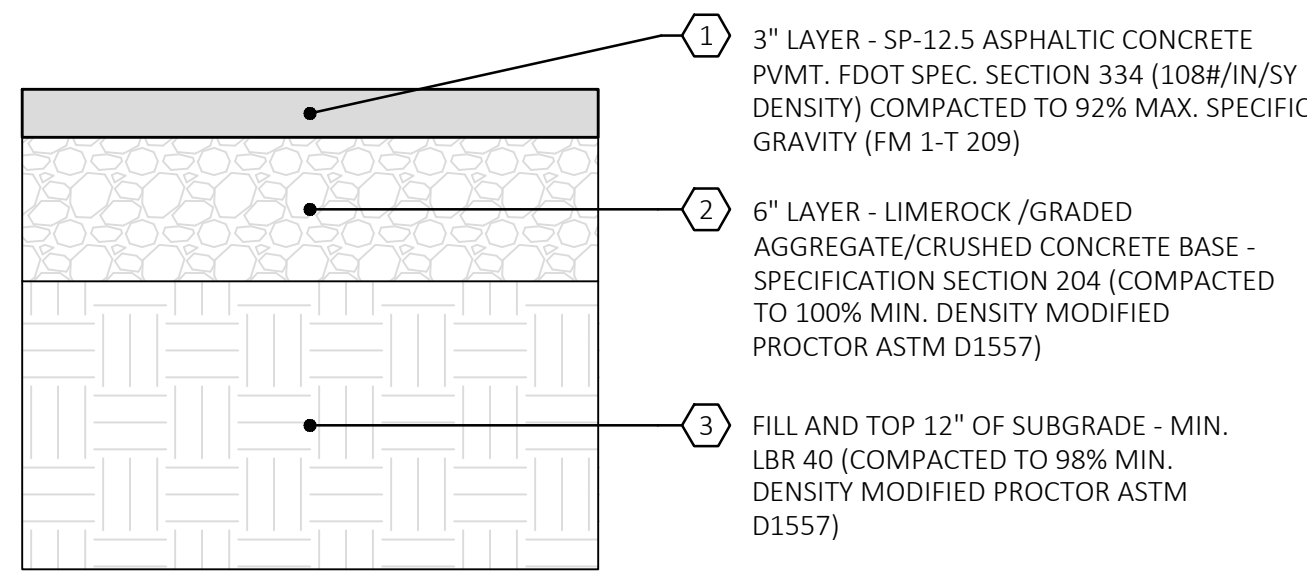 1
3" LAYER - SP-12.5 ASPHALTIC CONCRETE
PVMT. FDOT SPEC. SECTION 334 (108#/IN/SY
DENSITY) COMPACTED TO 92% MAX. SPECIFIC
GRAVITY (FM 1-T 209)
2
6" LAYER - LIMEROCK /GRADED
AGGREGATE/CRUSHED CONCRETE BASE -
SPECIFICATION SECTION 204 (COMPACTED
TO 100% MIN. DENSITY MODIFIED
PROCTOR ASTM D1557)
3
FILL AND TOP 12" OF SUBGRADE - MIN.
LBR 40 (COMPACTED TO 98% MIN.
DENSITY MODIFIED PROCTOR ASTM
D1557)